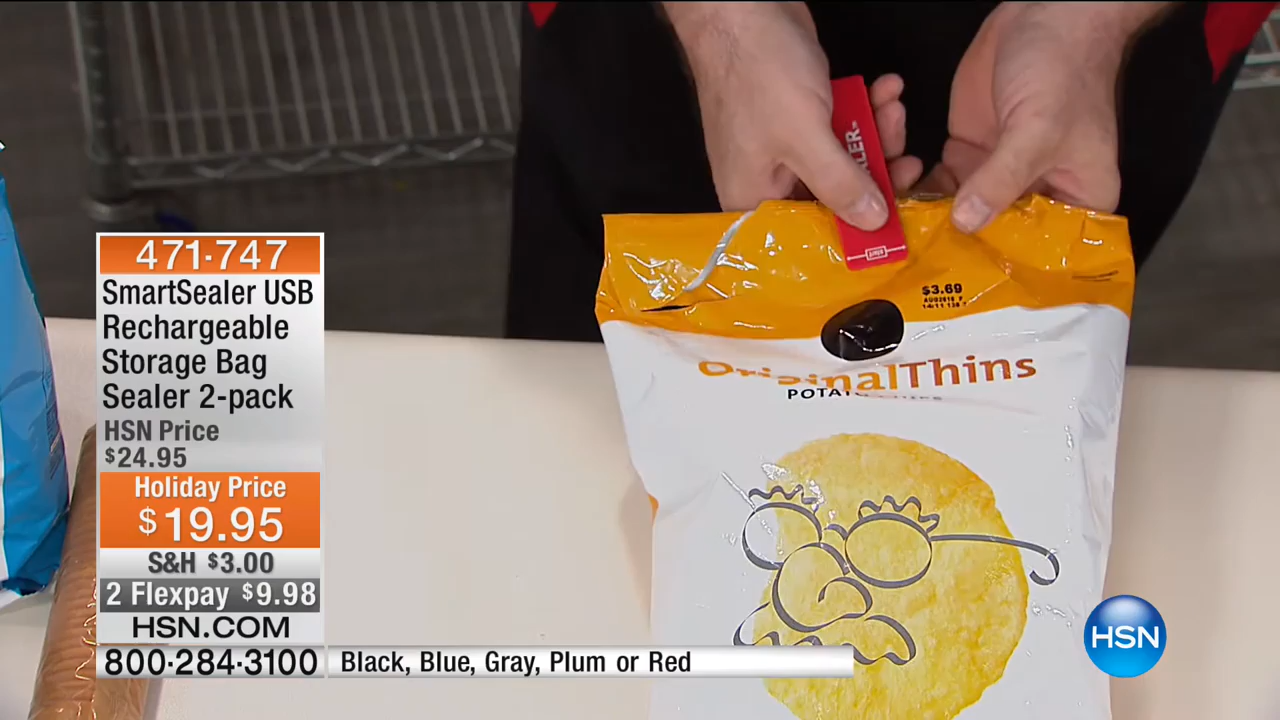 471·747
SmartSealer USB
Rechargeable
Storage Bag
Sealer 2-pack
HSN Price
$24.95
Holiday Price
$19.95
S&H $3.00
2 Flexpay $9.98
HSN.COM
800·284·3100
Black, Blue, Gray, Plum or Red
LER
$3.69
OriginalThins
HSN